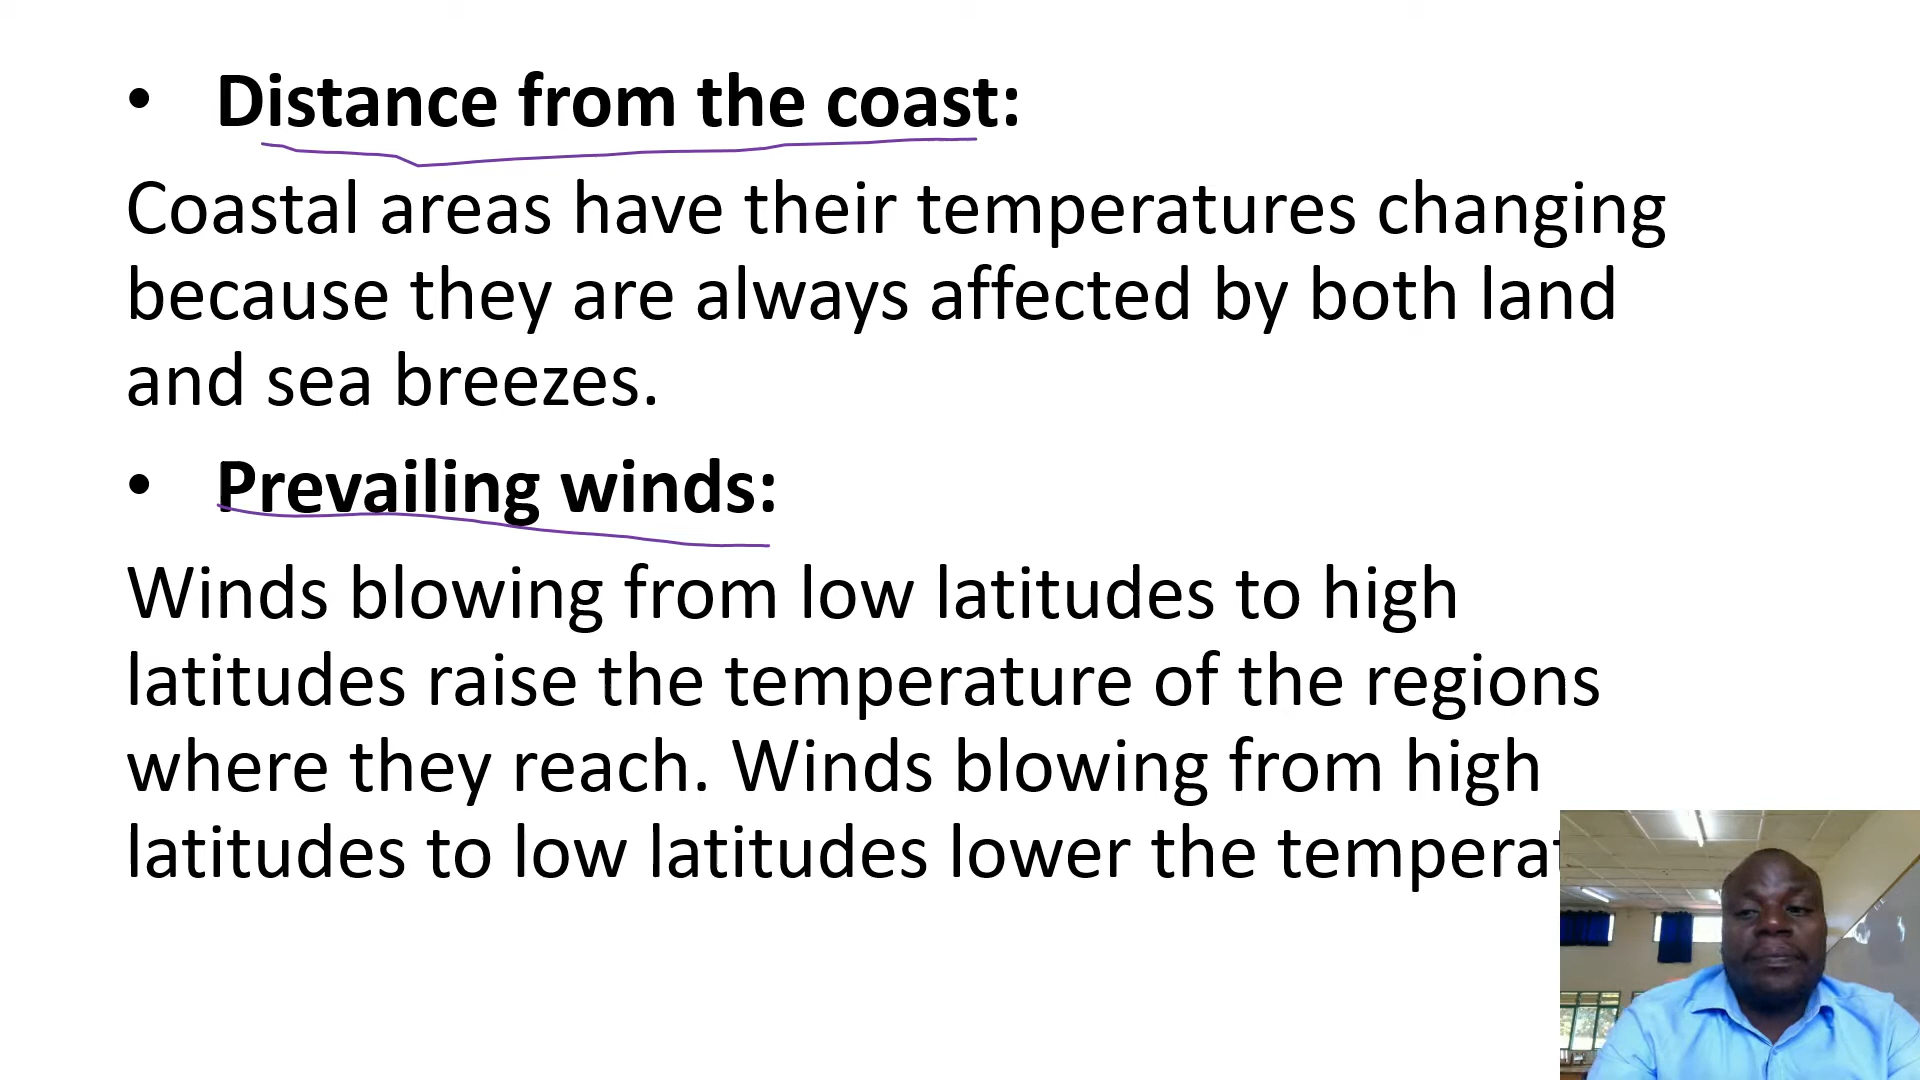 • Distance from the coast:
Coastal areas have their temperatures changing
because they are always affected by both land
and sea breezes.
• Prevailing winds:
Winds blowing from low latitudes to high
latitudes raise the temperature of the regions
where they reach. Winds blowing from high
latitudes to low latitudes lower the